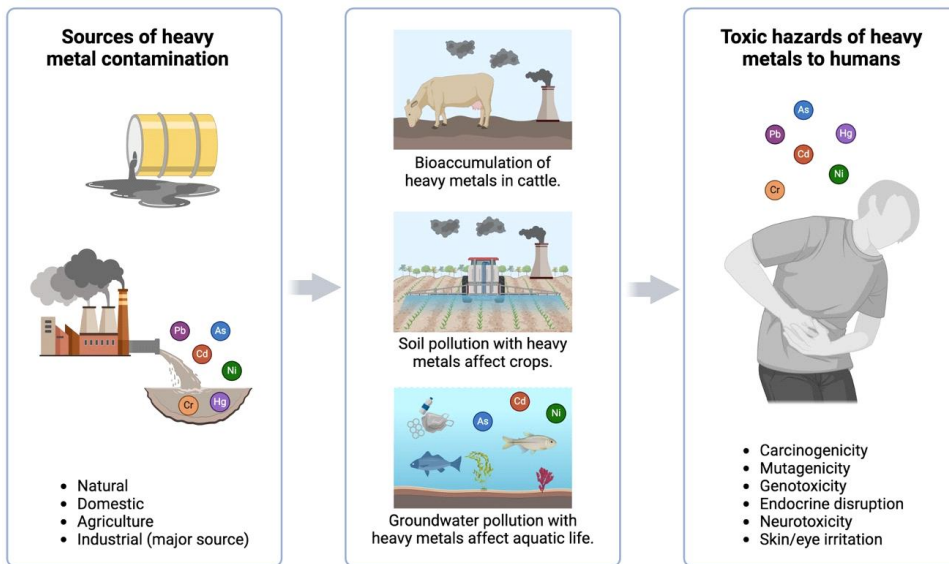 Sources of heavy
metal contamination
Pb
As
Cd
Ni
Cr
Hg
• Natural
• Domestic
• Agriculture
• Industrial (major source)
Bioaccumulation of
heavy metals in cattle.
Soil pollution with heavy
metals affect crops.
As
Cd
Ni
Groundwater pollution with
heavy metals affect aquatic life.
Toxic hazards of heavy
metals to humans
As
Pb
Hg
Cd
Ni
Cr
• Carcinogenicity
• Mutagenicity
• Genotoxicity
• Endocrine disruption
• Neurotoxicity
• Skin/eye irritation